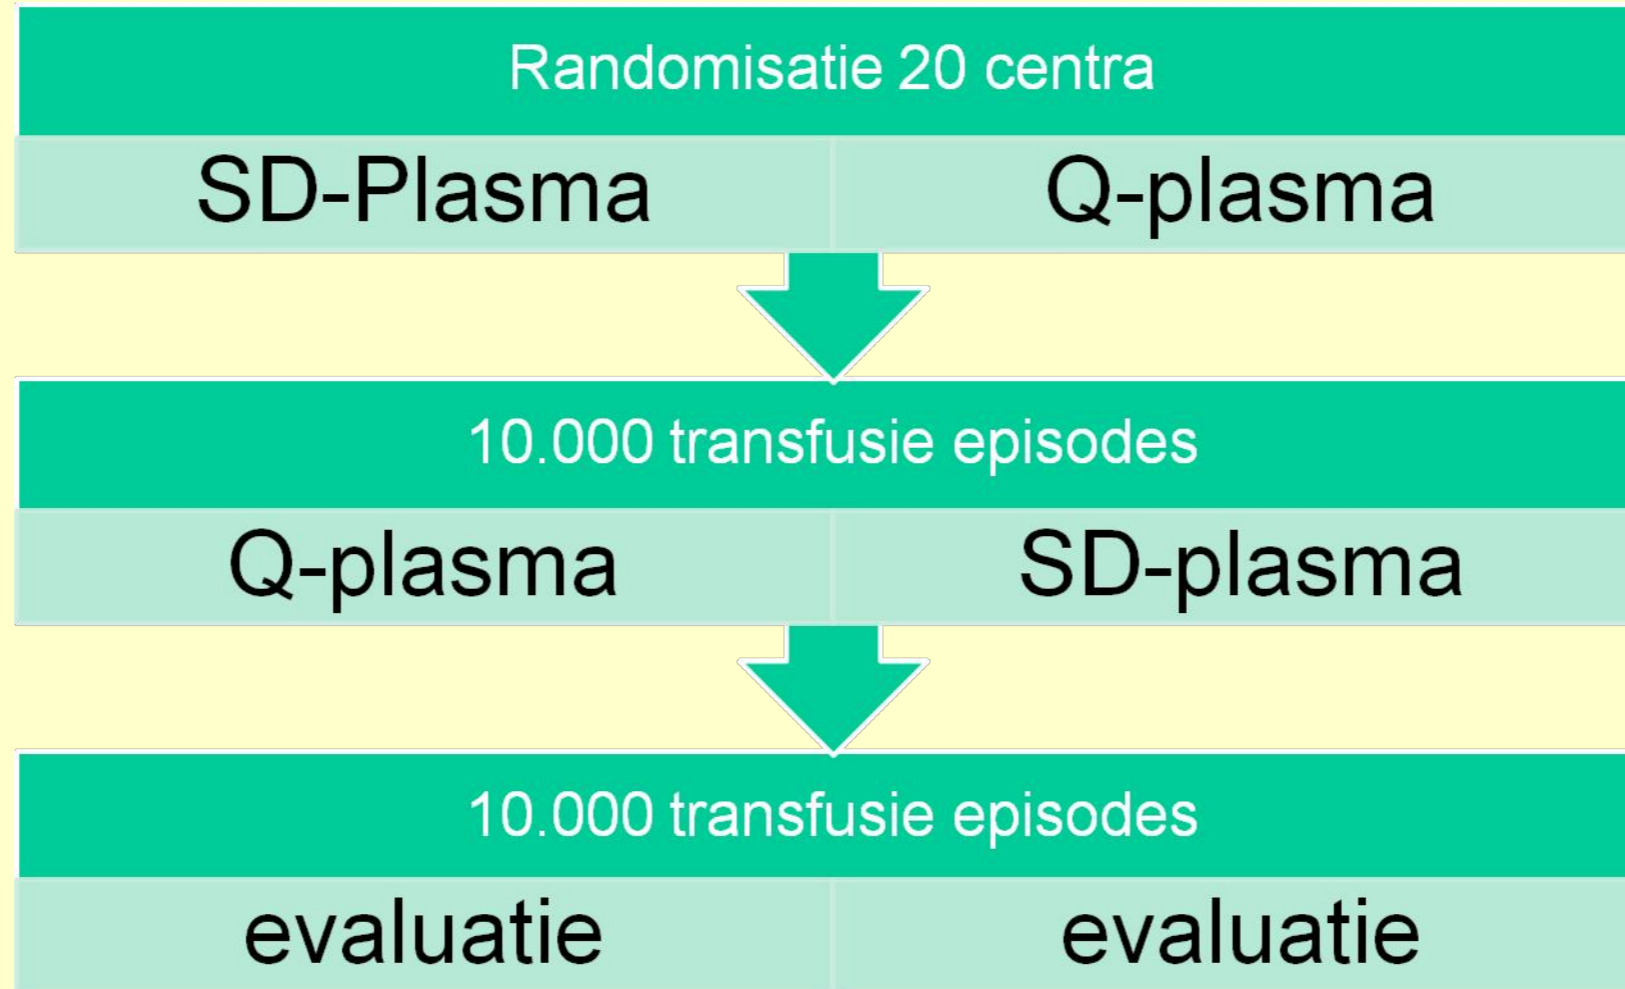 Randomisatie 20 centra
SD-Plasma Q-plasma
10.000 transfusie episodes
Q-plasma SD-plasma
10.000 transfusie episodes
evaluatie evaluatie